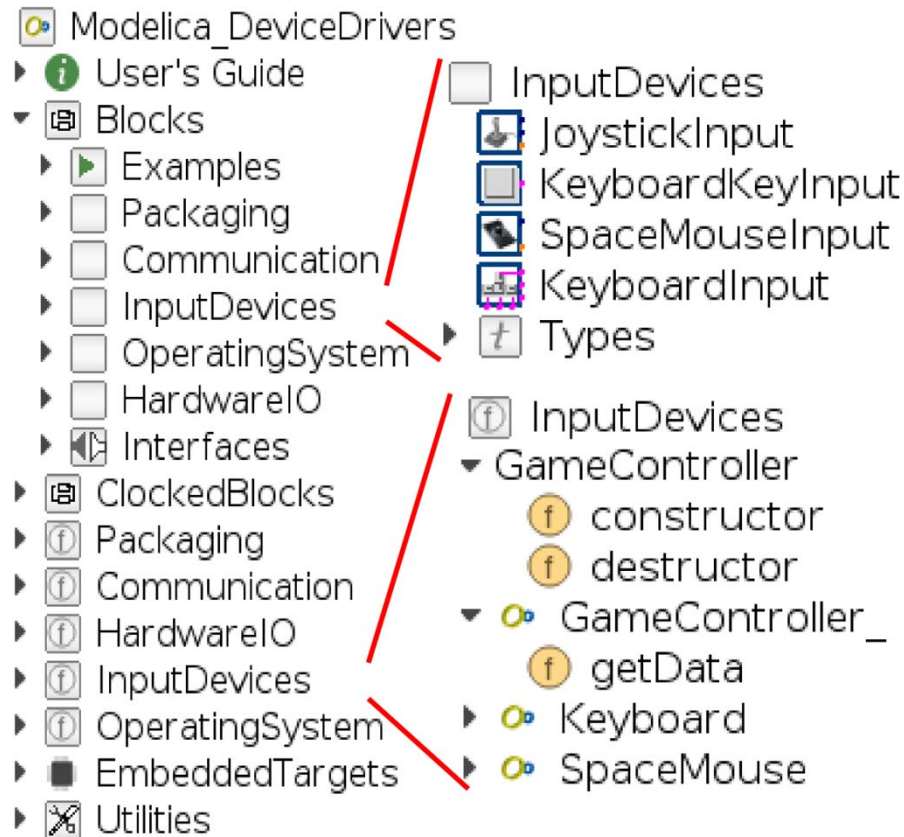 Modelica_DeviceDrivers
User's Guide
Blocks
Examples
Packaging
Communication
InputDevices
OperatingSystem
HardwareIO
Interfaces
ClockedBlocks
Packaging
Communication
HardwareIO
InputDevices
OperatingSystem
EmbeddedTargets
Utilities
InputDevices
JoystickInput
KeyboardKeyInput
SpaceMouseInput
KeyboardInput
Types
InputDevices
GameController
constructor
destructor
GameController_
getData
Keyboard
SpaceMouse